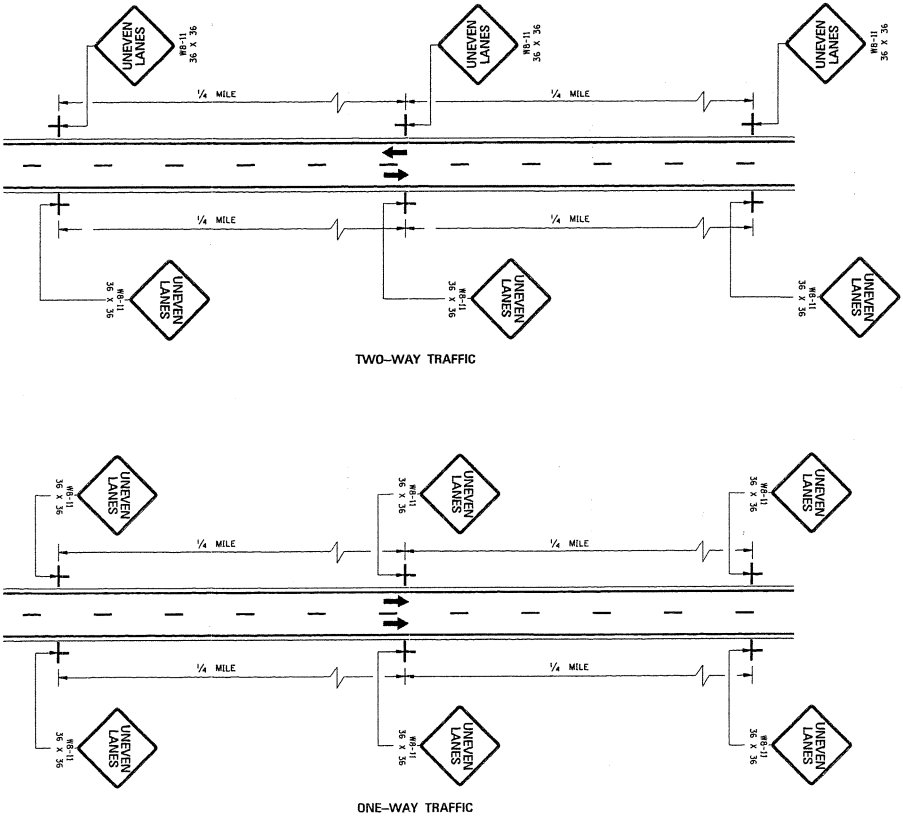 UNEVEN
LANES
W8-11
36 X 36
UNEVEN
LANES
W8-11
36 X 36
UNEVEN
LANES
W8-11
36 X 36
1/4 MILE
1/4 MILE
1/4 MILE
1/4 MILE
W8-11
36 X 36
UNEVEN
LANES
W8-11
36 X 36
UNEVEN
LANES
W8-11
36 X 36
UNEVEN
LANES
TWO-WAY TRAFFIC
W8-11
36 X 36
UNEVEN
LANES
W8-11
36 X 36
UNEVEN
LANES
W8-11
36 X 36
UNEVEN
LANES
1/4 MILE
1/4 MILE
1/4 MILE
1/4 MILE
W8-11
36 X 36
UNEVEN
LANES
W8-11
36 X 36
UNEVEN
LANES
W8-11
36 X 36
UNEVEN
LANES
ONE-WAY TRAFFIC